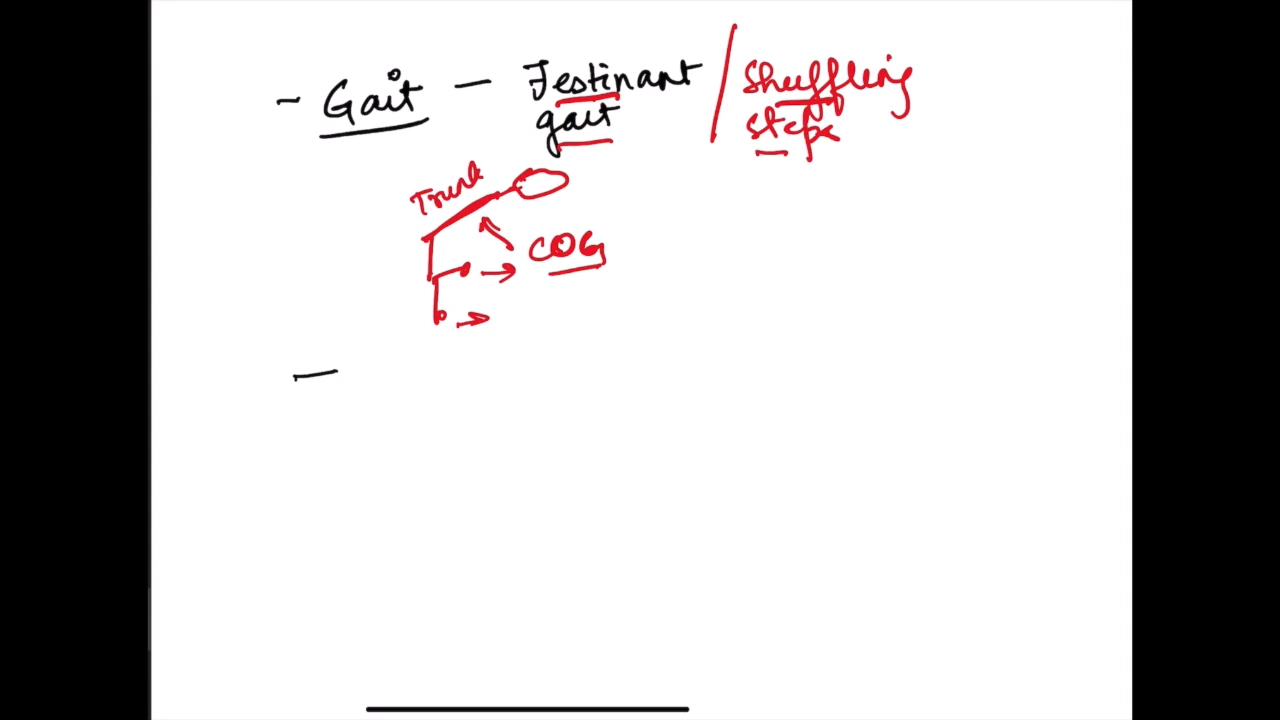 - Gait - Festinant / Shuffling
gait steps
Trunk
COG
-